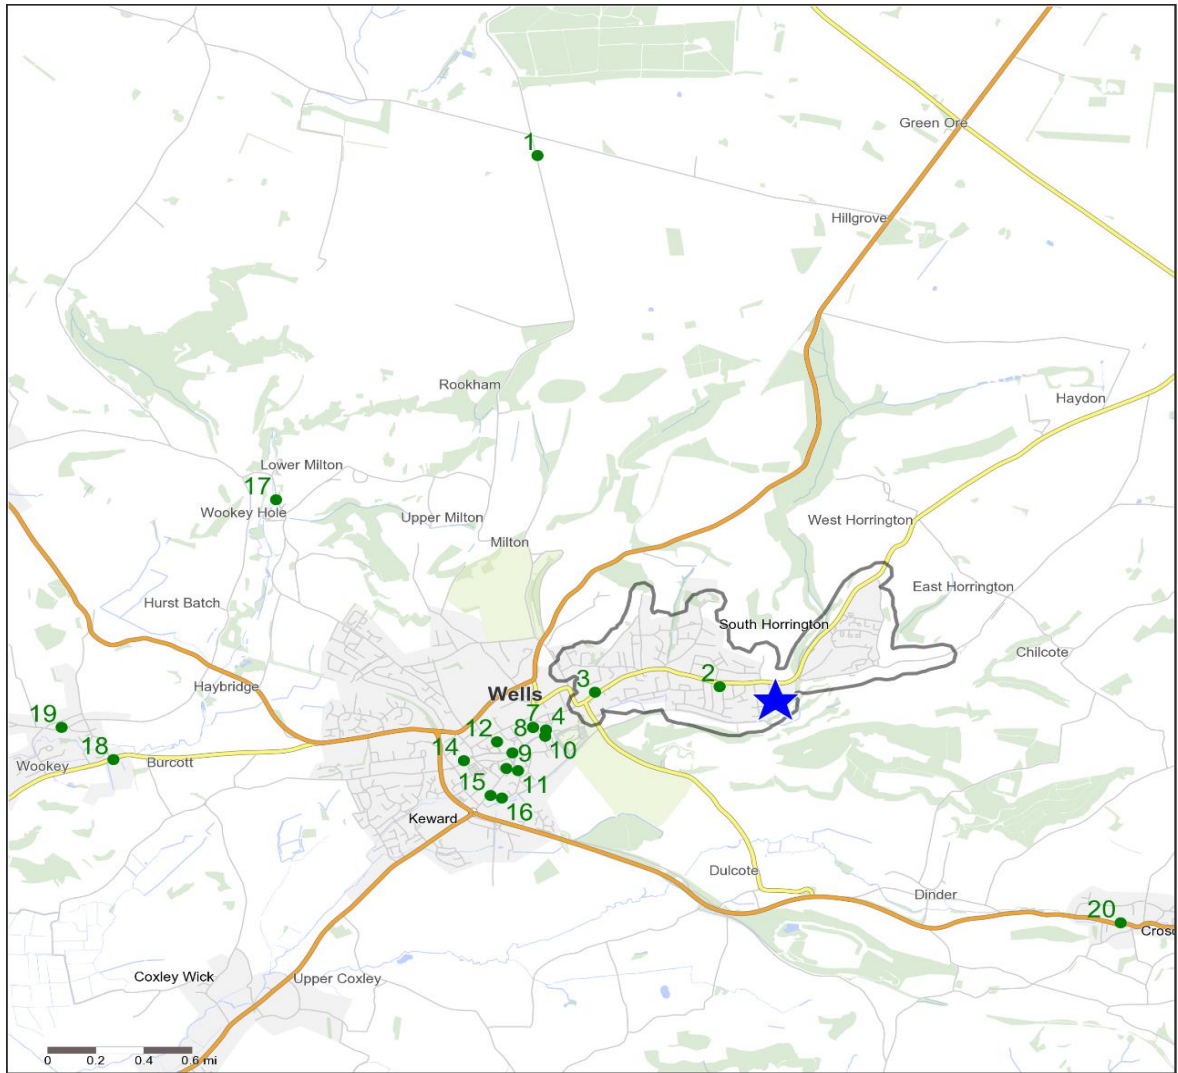 Green Ore
1
Hillgrove
Rookham
Haydon
Lower Milton
17
Wookey Hole
Upper Milton
West Horrington
Milton
East Horrington
Hurst Batch
South Horrington
Chilcote
2
3
Haybridge
Wells
19
7
4
8
12
10
18
14
9
Wookey
Burcott
11
15
16
Keward
Dulcote
Dinder
20
Crosc
Coxley Wick
Upper Coxley
0 0.2 0.4 0.6 mi